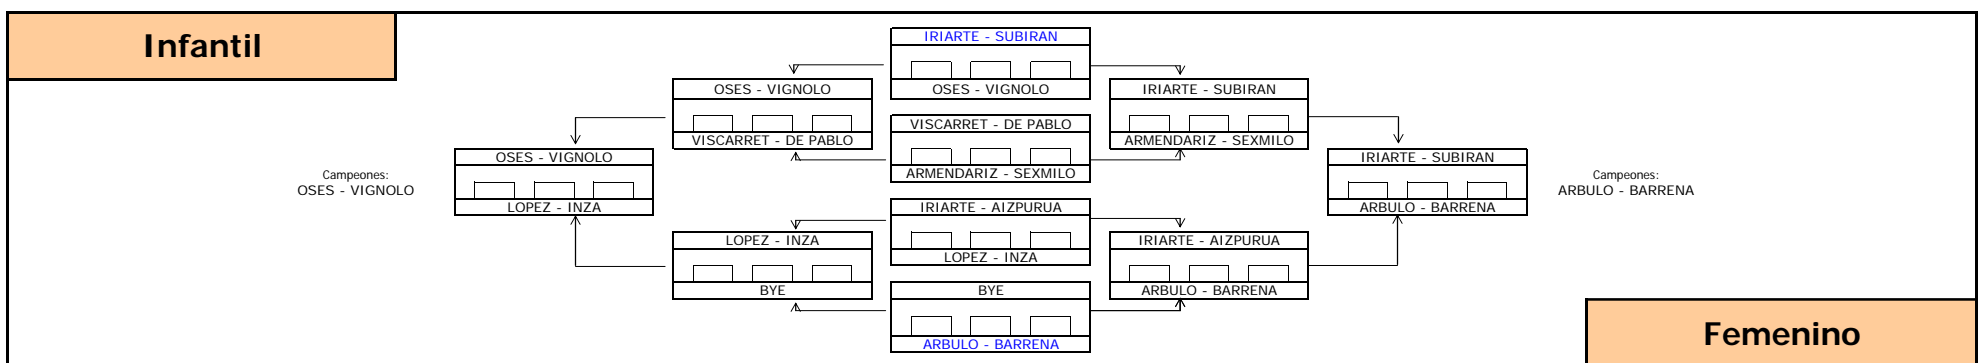 Infantil
IRIARTE - SUBIRAN
OSES - VIGNOLO
OSES - VIGNOLO
VISCARRET - DE PABLO
IRIARTE - SUBIRAN
ARMENDARIZ - SEXMILO
VISCARRET - DE PABLO
ARMENDARIZ - SEXMILO
OSES - VIGNOLO
LOPEZ - INZA
IRIARTE - SUBIRAN
ARBULO - BARRENA
Campeones:
OSES - VIGNOLO
Campeones:
ARBULO - BARRENA
IRIARTE - AIZPURUA
LOPEZ - INZA
LOPEZ - INZA
BYE
IRIARTE - AIZPURUA
ARBULO - BARRENA
BYE
ARBULO - BARRENA
Femenino